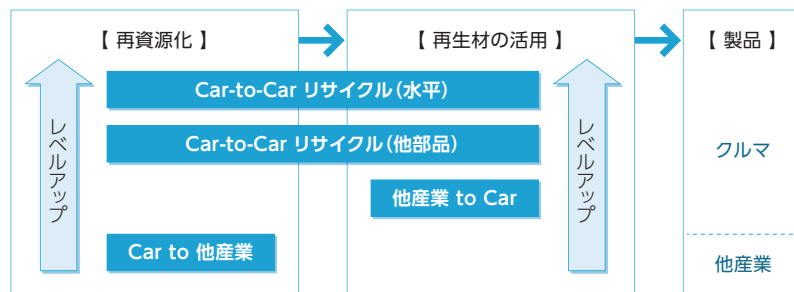 【 再資源化 】
【 再生材の活用 】
【 製品 】
レベルアップ
Car-to-Car リサイクル（水平）
Car-to-Car リサイクル（他部品）
他産業 to Car
Car to 他産業
レベルアップ
クルマ
他産業